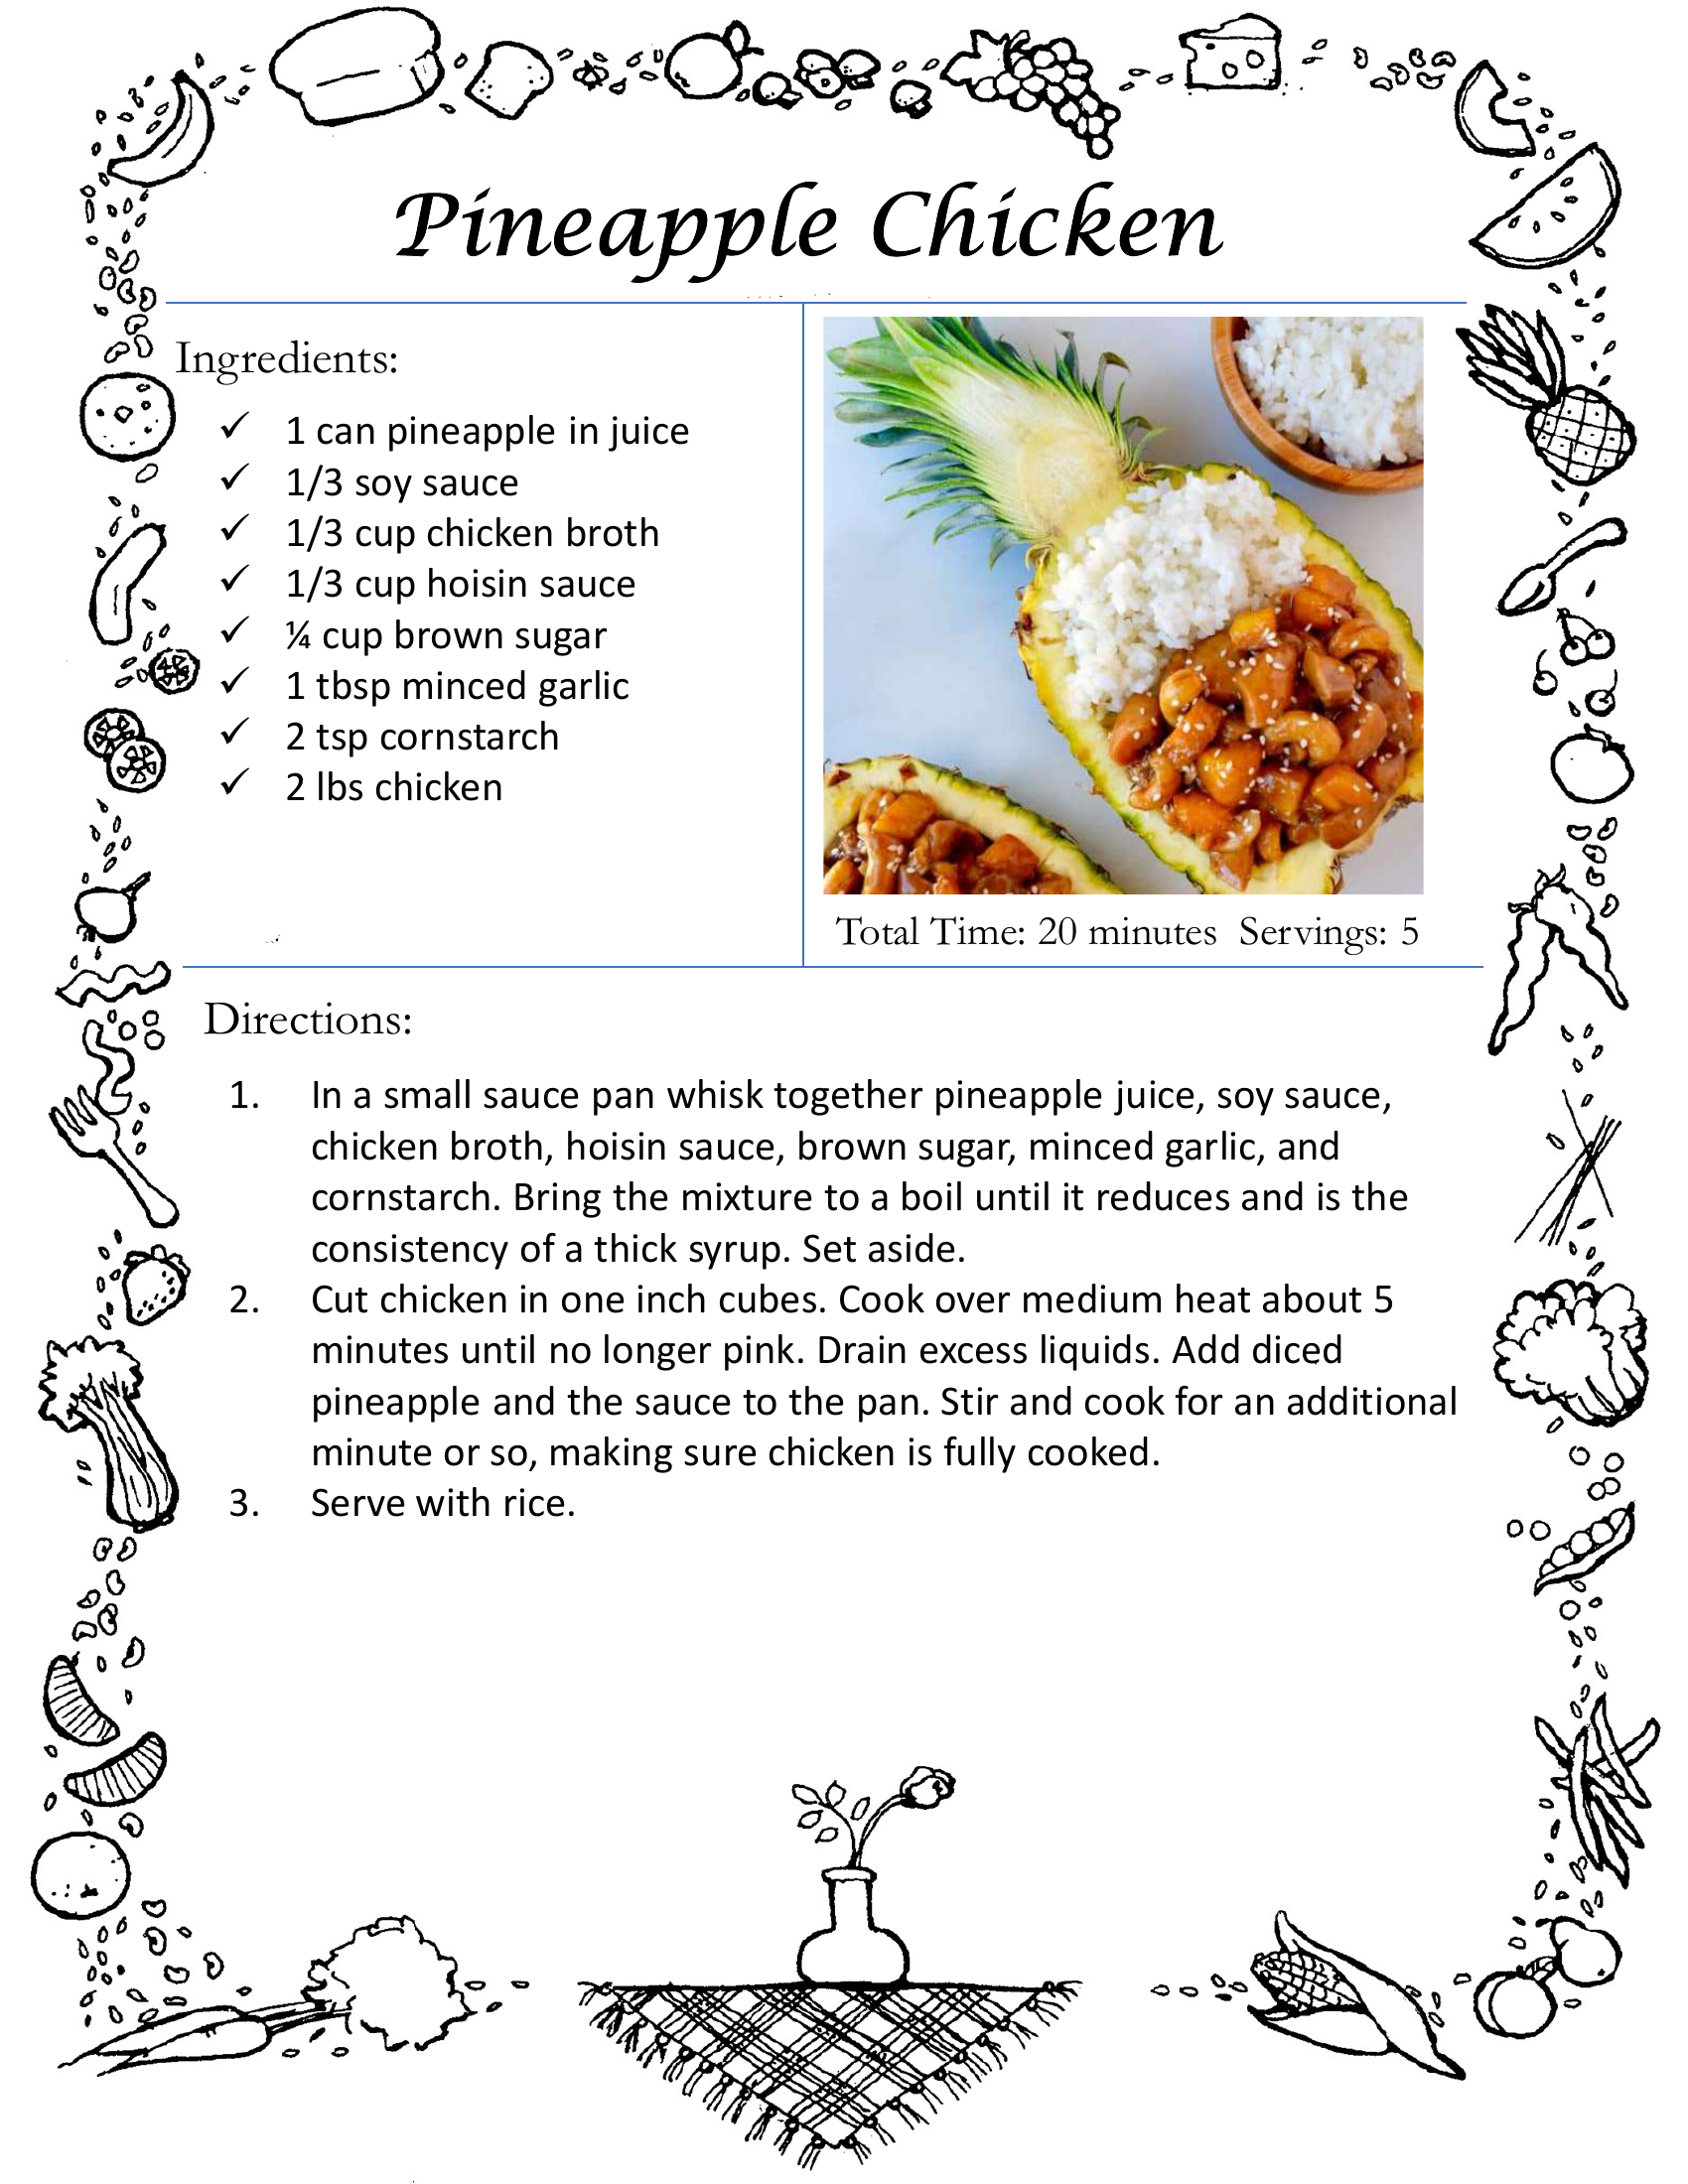 Pineapple Chicken
Ingredients:
✓ 1 can pineapple in juice
✓ 1/3 soy sauce
✓ 1/3 cup chicken broth
✓ 1/3 cup hoisin sauce
✓ ¼ cup brown sugar
✓ 1 tbsp minced garlic
✓ 2 tsp cornstarch
✓ 2 lbs chicken
Total Time: 20 minutes Servings: 5
Directions:
1. In a small sauce pan whisk together pineapple juice, soy sauce,
chicken broth, hoisin sauce, brown sugar, minced garlic, and
cornstarch. Bring the mixture to a boil until it reduces and is the
consistency of a thick syrup. Set aside.
2. Cut chicken in one inch cubes. Cook over medium heat about 5
minutes until no longer pink. Drain excess liquids. Add diced
pineapple and the sauce to the pan. Stir and cook for an additional
minute or so, making sure chicken is fully cooked.
3. Serve with rice.